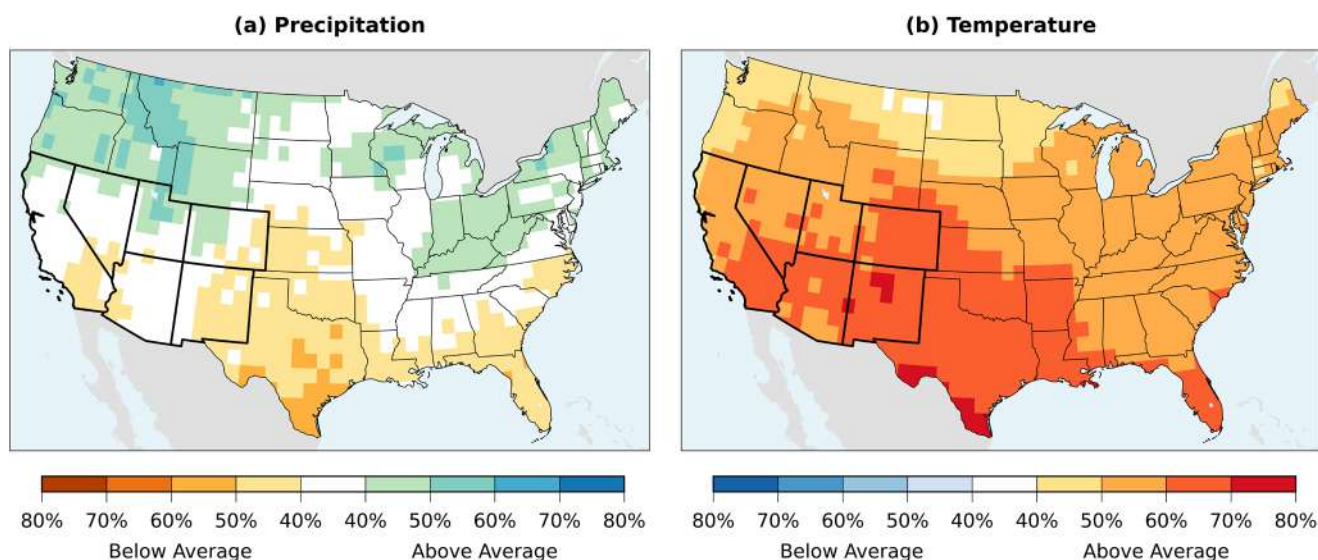 (a) Precipitation
(b) Temperature
80% 70% 60% 50% 40% 40% 50% 60% 70% 80%
Below Average Above Average
80% 70% 60% 50% 40% 40% 50% 60% 70% 80%
Below Average Above Average